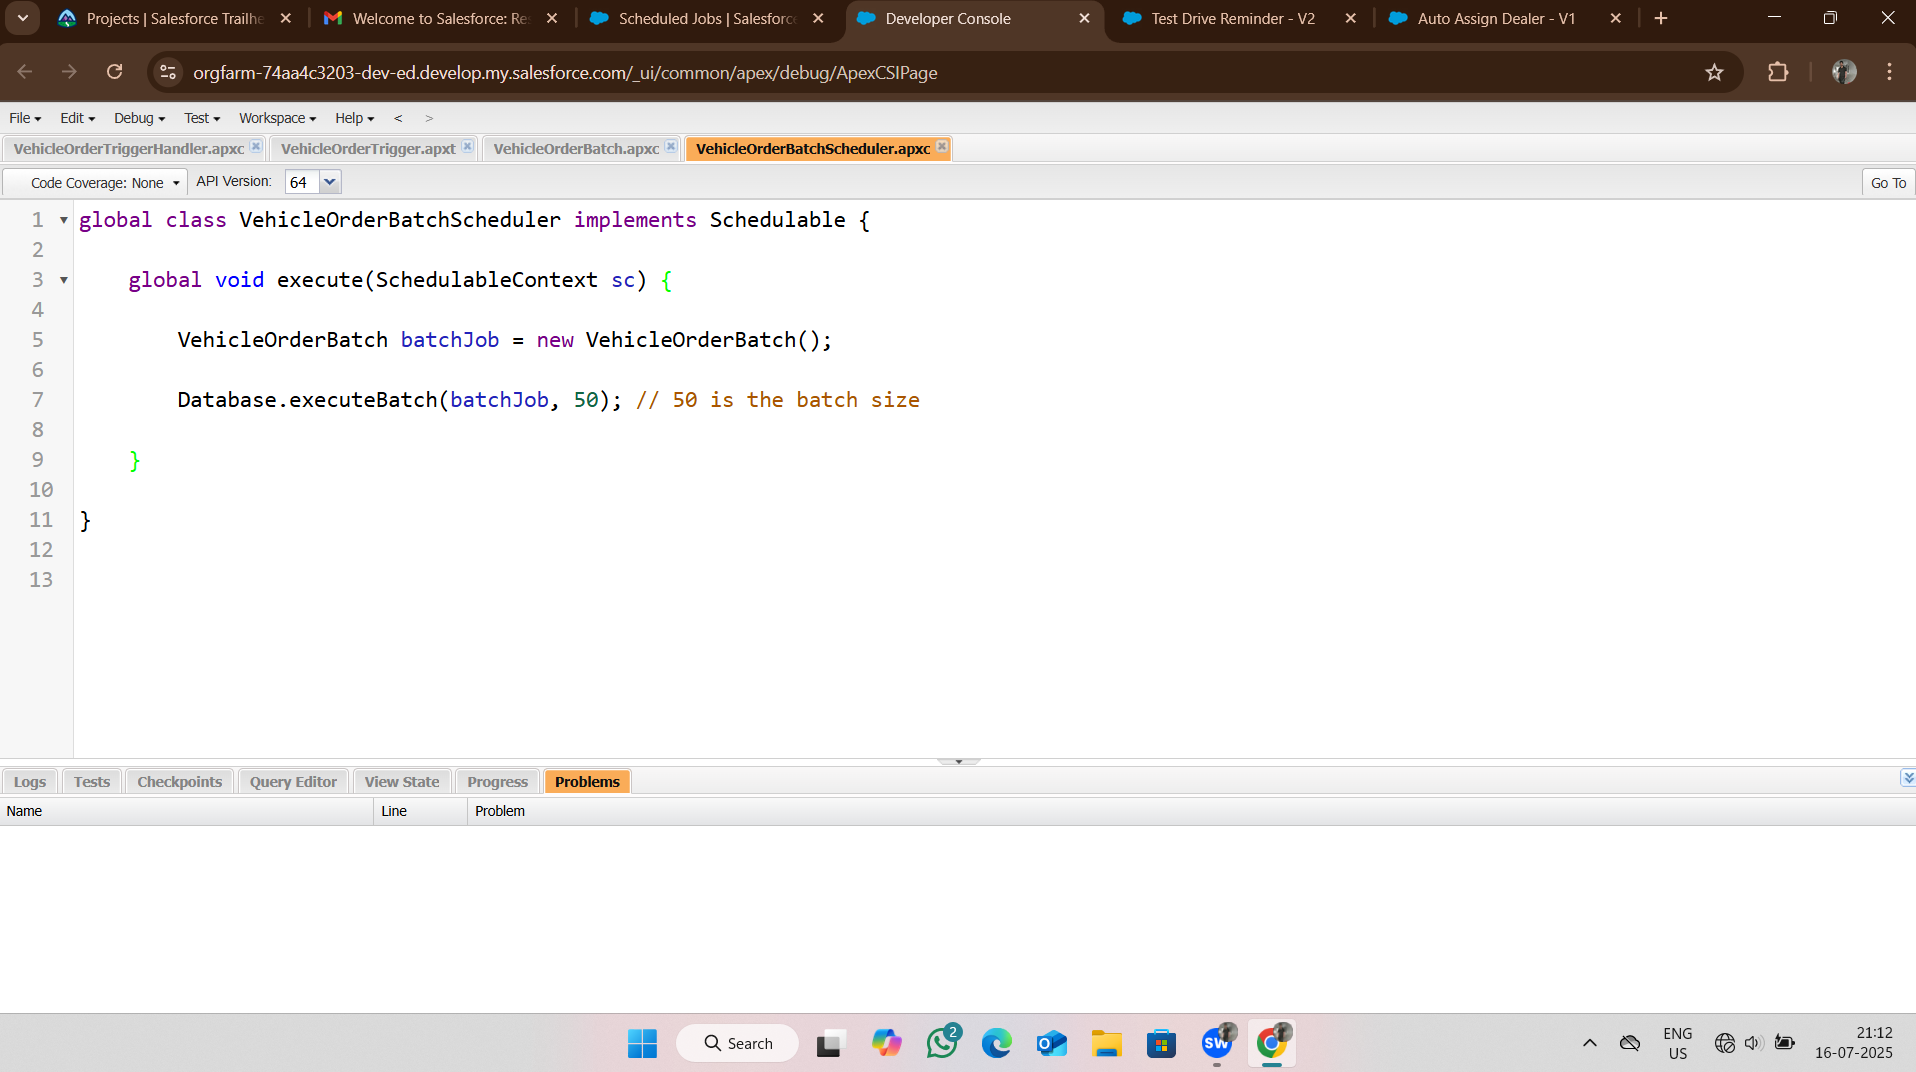 Projects | Salesforce Trailhe
Welcome to Salesforce: Re
Scheduled Jobs | Salesforc
Developer Console
Test Drive Reminder - V2
Auto Assign Dealer - V1
orgfarm-74aa4c3203-dev-ed.develop.my.salesforce.com/_ui/common/apex/debug/ApexCSIPage
File Edit Debug Test Workspace Help < >
VehicleOrderTriggerHandler.apxc VehicleOrderTrigger.apxt VehicleOrderBatch.apxc VehicleOrderBatchScheduler.apxc
Code Coverage: None API Version: 64 Go To
1 global class VehicleOrderBatchScheduler implements Schedulable {
2
3 global void execute(SchedulableContext sc) {
4
5 VehicleOrderBatch batchJob = new VehicleOrderBatch();
6
7 Database.executeBatch(batchJob, 50); // 50 is the batch size
8
9 }
10
11 }
12
13
Logs Tests Checkpoints Query Editor View State Progress Problems
Name Line Problem
Search
2
SW
ENG
US
21:12
16-07-2025